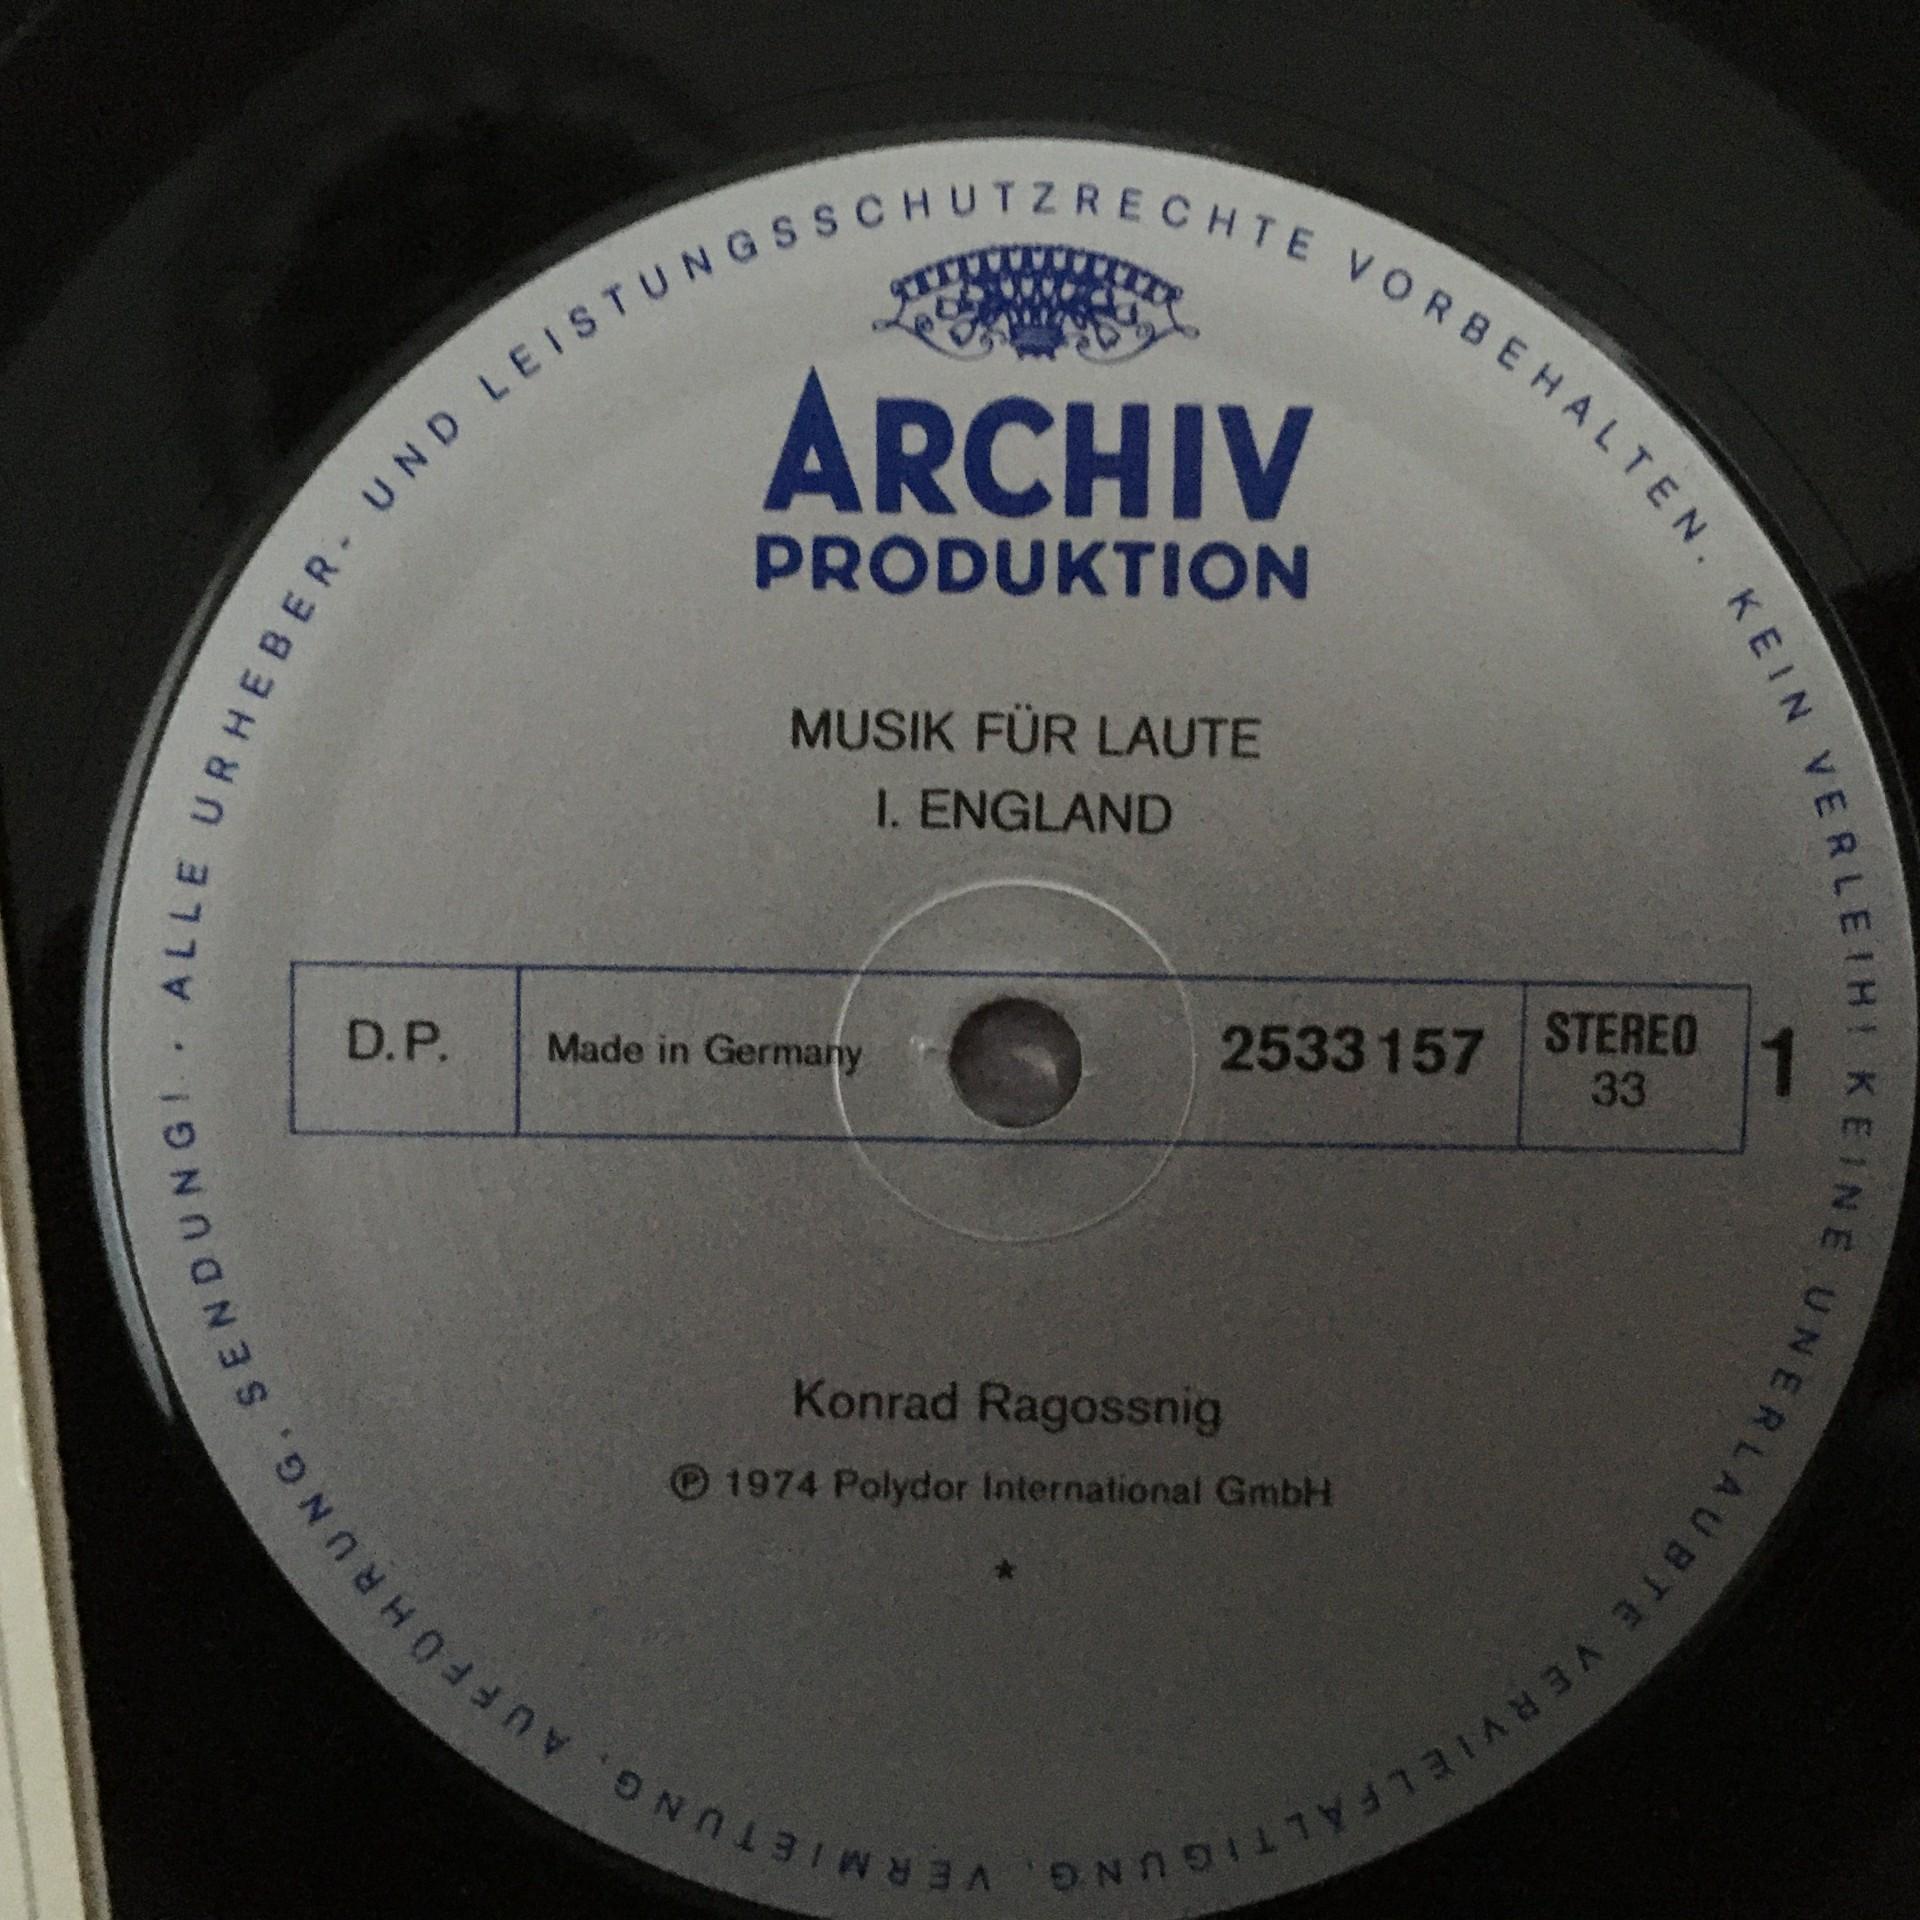 ALLE URHEBER- UND LEISTUNGSSCHUTZRECHTE VORBEHALTEN. KEIN VERLEIH! KEINE UNERLAUBTE VERVIELFÄLTIGUNG, VERMIETUNG, AUFFÜHRUNG, SENDUNG! ·
ARCHIV
PRODUKTION
MUSIK FÜR LAUTE
I. ENGLAND
D.P.
Made in Germany
2533 157
STEREO
33
1
Konrad Ragossnig
℗ 1974 Polydor International GmbH
*